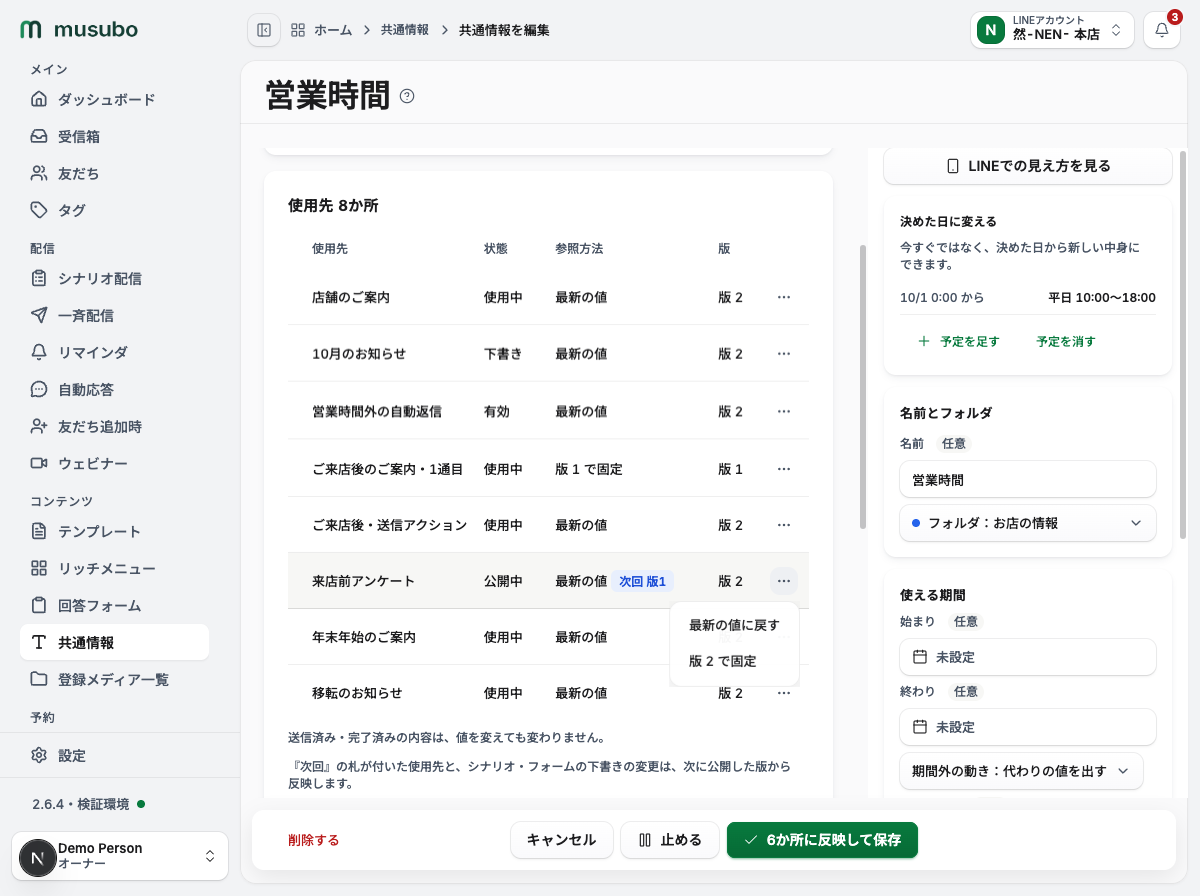 musubo
メイン
ダッシュボード
受信箱
友だち
タグ
配信
シナリオ配信
一斉配信
リマインダ
自動応答
友だち追加時
ウェビナー
コンテンツ
テンプレート
リッチメニュー
回答フォーム
共通情報
登録メディア一覧
予約
設定
2.6.4・検証環境
N
Demo Person
オーナー
ホーム
共通情報
共通情報を編集
N
LINEアカウント
然-NEN- 本店
3
営業時間
使用先 8か所
使用先 状態 参照方法 版
店舗のご案内 使用中 最新の値 版 2
10月のお知らせ 下書き 最新の値 版 2
営業時間外の自動返信 有効 最新の値 版 2
ご来店後のご案内・1通目 使用中 版 1 で固定 版 1
ご来店後・送信アクション 使用中 最新の値 版 2
来店前アンケート 公開中 最新の値 次回 版1 版 2
最新の値に戻す
版 2 で固定
年末年始のご案内 使用中 最新の値
移転のお知らせ 使用中 最新の値 版 2
送信済み・完了済みの内容は、値を変えても変わりません。
『次回』の札が付いた使用先と、シナリオ・フォームの下書きの変更は、次に公開した版から
反映します。
LINEでの見え方を見る
決めた日に変える
今すぐではなく、決めた日から新しい中身に
できます。
10/1 0:00 から 平日 10:00〜18:00
予定を足す 予定を消す
名前とフォルダ
名前 任意
営業時間
フォルダ：お店の情報
使える期間
始まり 任意
未設定
終わり 任意
未設定
期間外の動き：代わりの値を出す
削除する
キャンセル
止める
6か所に反映して保存